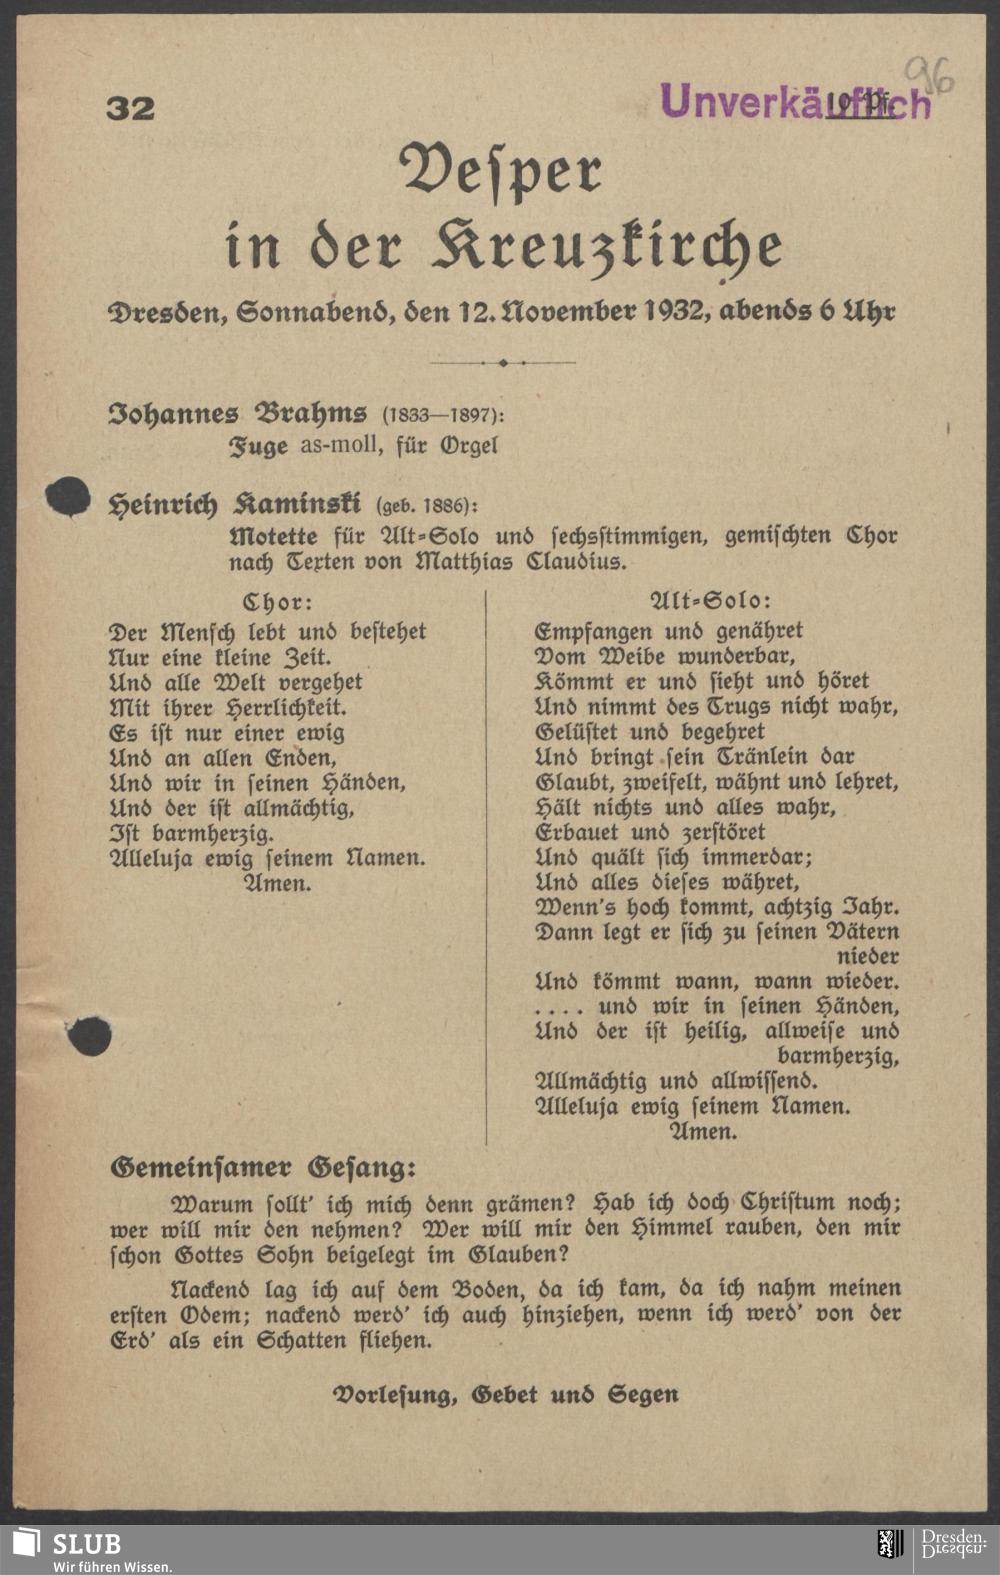 96
32
Unverkäuflich
10 Pf.
Vesper
in der Kreuzkirche
Dresden, Sonnabend, den 12. November 1932, abends 6 Uhr
Johannes Brahms (1833—1897):
Fuge as-moll, für Orgel
Heinrich Kaminski (geb. 1886):
Motette für Alt-Solo und sechsstimmigen, gemischten Chor
nach Texten von Matthias Claudius.
Chor:
Der Mensch lebt und bestehet
Nur eine kleine Zeit.
Und alle Welt vergehet
Mit ihrer Herrlichkeit.
Es ist nur einer ewig
Und an allen Enden,
Und wir in seinen Händen,
Und der ist allmächtig,
Ist barmherzig.
Alleluja ewig seinem Namen.
Amen.
Alt-Solo:
Empfangen und genähret
Vom Weibe wunderbar,
Kömmt er und sieht und höret
Und nimmt des Trugs nicht wahr,
Gelüstet und begehret
Und bringt sein Tränlein dar
Glaubt, zweifelt, wähnt und lehret,
Hält nichts und alles wahr,
Erbauet und zerstöret
Und quält sich immerdar;
Und alles dieses währet,
Wenn's hoch kommt, achtzig Jahr.
Dann legt er sich zu seinen Vätern
nieder
Und kömmt wann, wann wieder.
.... und wir in seinen Händen,
Und der ist heilig, allweise und
barmherzig,
Allmächtig und allwissend.
Alleluja ewig seinem Namen.
Amen.
Gemeinsamer Gesang:
Warum sollt' ich mich denn grämen? Hab ich doch Christum noch;
wer will mir den nehmen? Wer will mir den Himmel rauben, den mir
schon Gottes Sohn beigelegt im Glauben?
Nackend lag ich auf dem Boden, da ich kam, da ich nahm meinen
ersten Odem; nackend werd' ich auch hinziehen, wenn ich werd' von der
Erd' als ein Schatten fliehen.
Vorlesung, Gebet und Segen
SLUB
Wir führen Wissen.
Dresden.
Dresden.